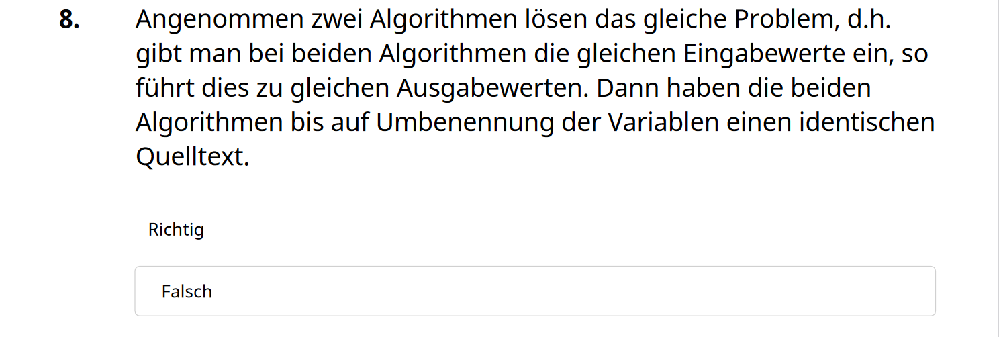 8. Angenommen zwei Algorithmen lösen das gleiche Problem, d.h.
gibt man bei beiden Algorithmen die gleichen Eingabewerte ein, so
führt dies zu gleichen Ausgabewerten. Dann haben die beiden
Algorithmen bis auf Umbenennung der Variablen einen identischen
Quelltext.
Richtig
Falsch